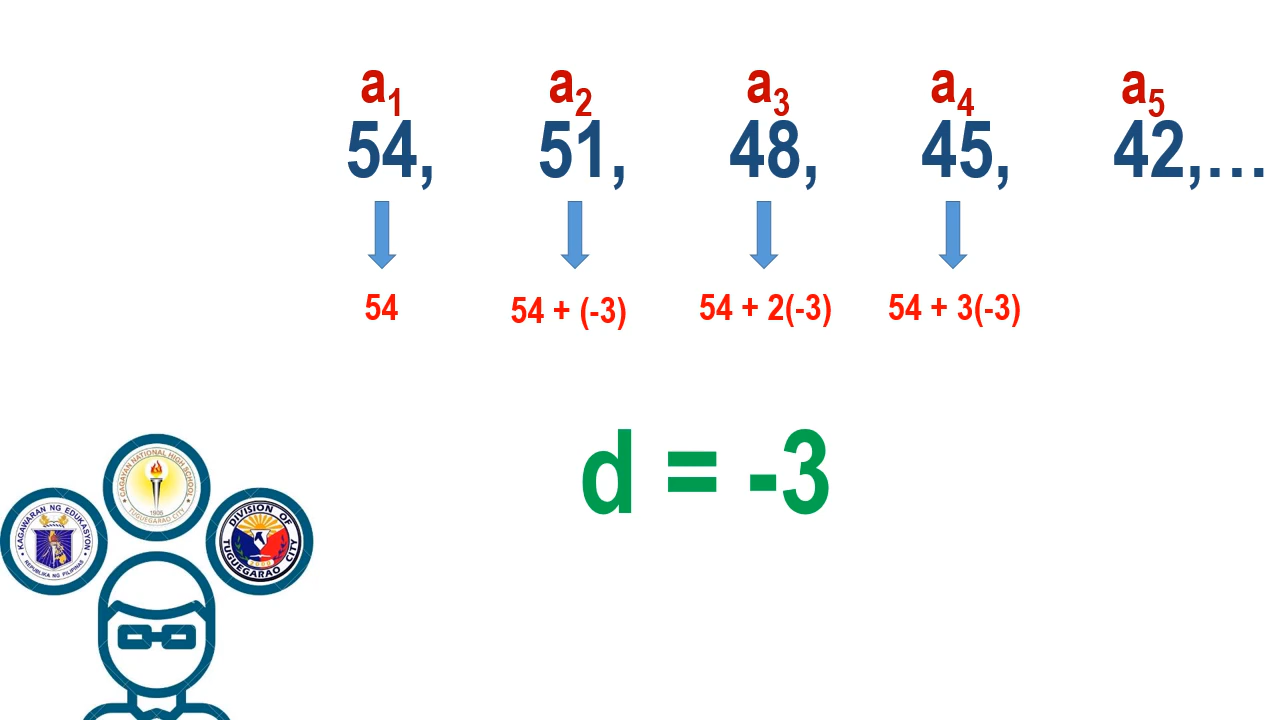 a1 a2 a3 a4 a5
54, 51, 48, 45, 42,...
54 54 + (-3) 54 + 2(-3) 54 + 3(-3)
d = -3
CAGAYAN NATIONAL HIGH SCHOOL
1906
TUGUEGARAO CITY
KAGAWARAN NG EDUKASYON
REPUBLIKA NG PILIPINAS
DIVISION OF
TUGUEGARAO CITY